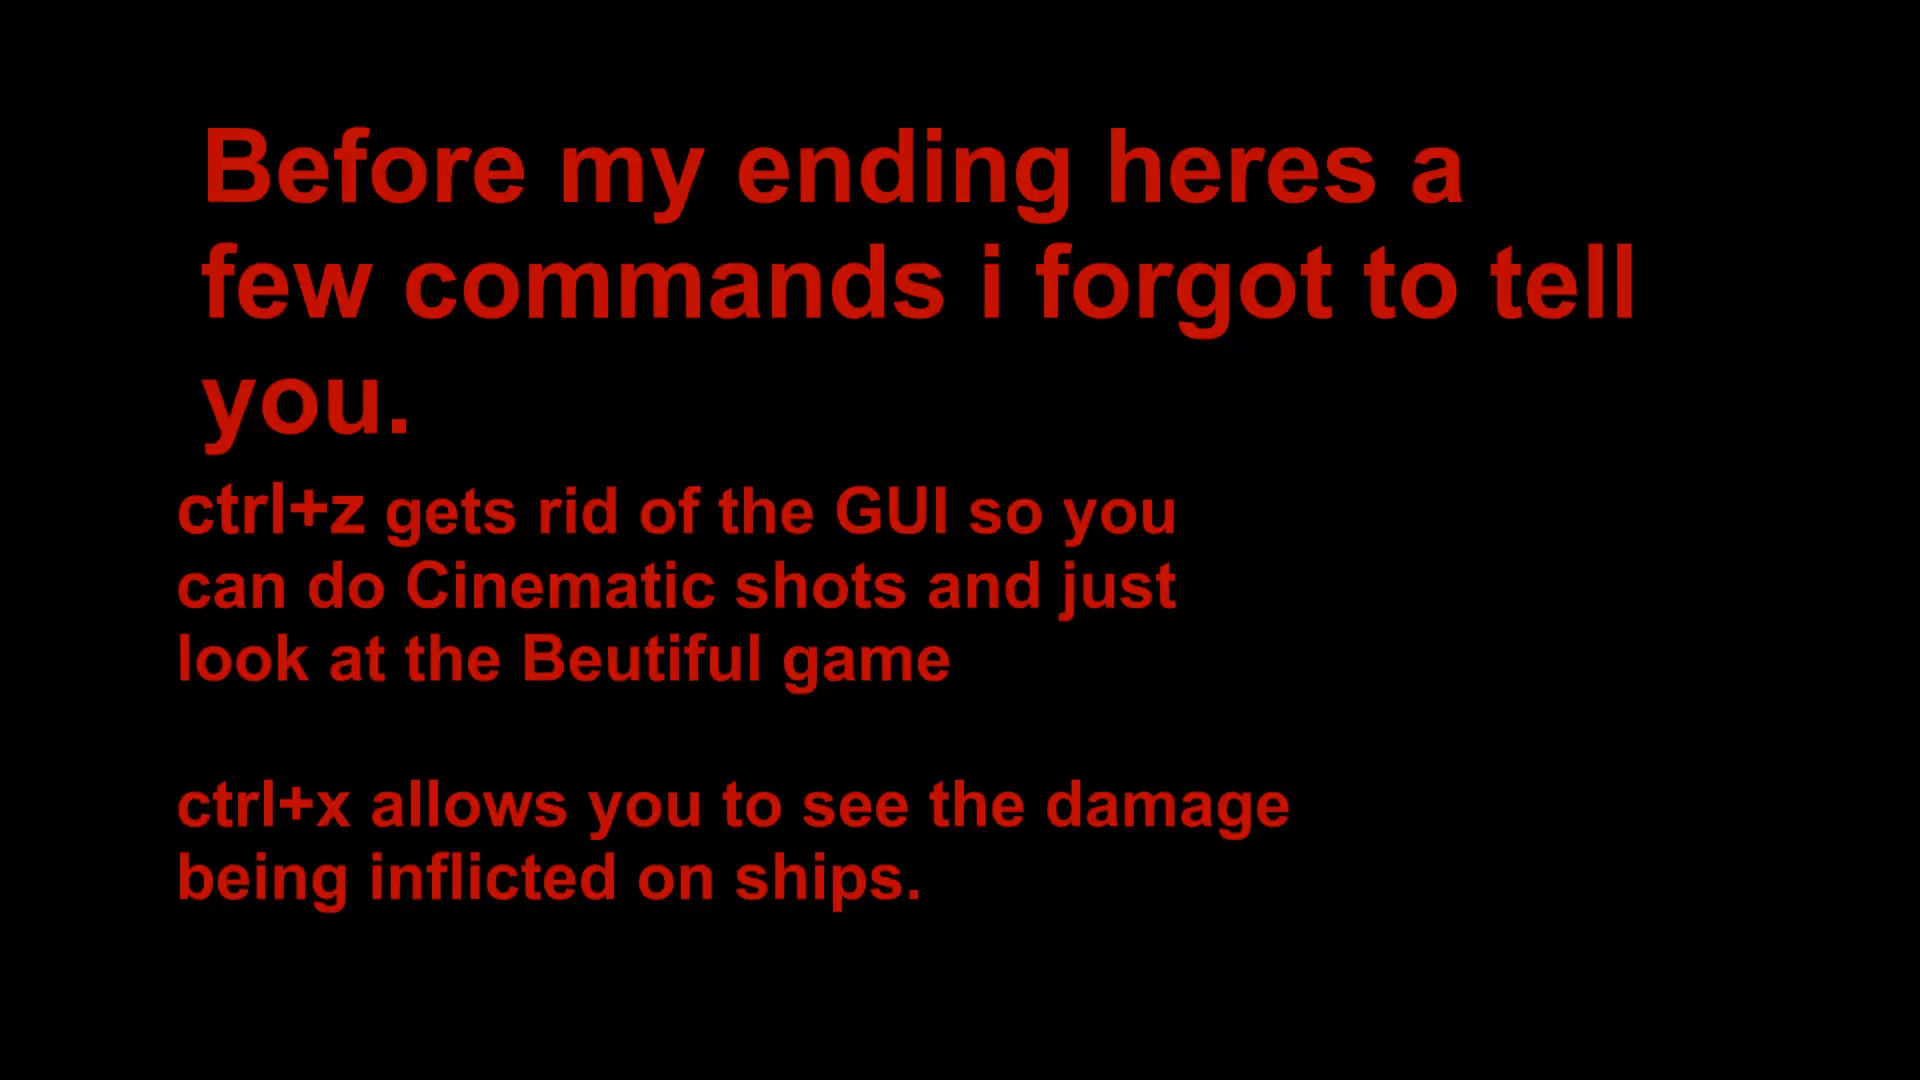 Before my ending heres a
few commands i forgot to tell
you.
ctrl+z gets rid of the GUI so you
can do Cinematic shots and just
look at the Beutiful game
ctrl+x allows you to see the damage
being inflicted on ships.